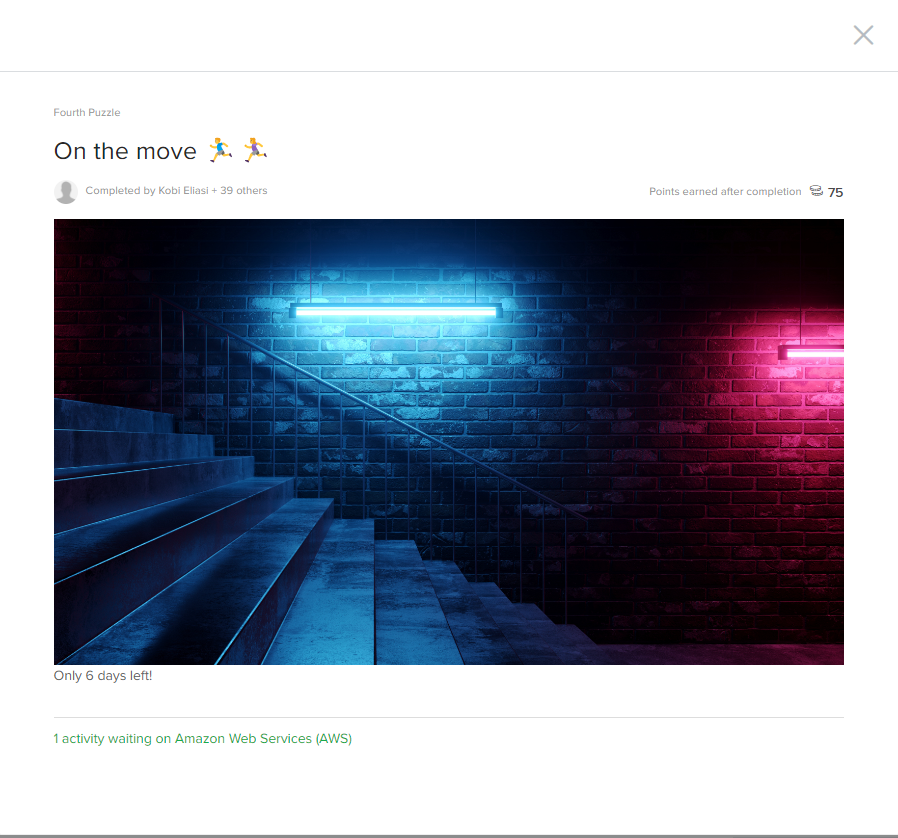 Fourth Puzzle
On the move 🏃‍♂️ 🏃‍♀️
Completed by Kobi Eliasi + 39 others
Points earned after completion 75
Only 6 days left!
1 activity waiting on Amazon Web Services (AWS)